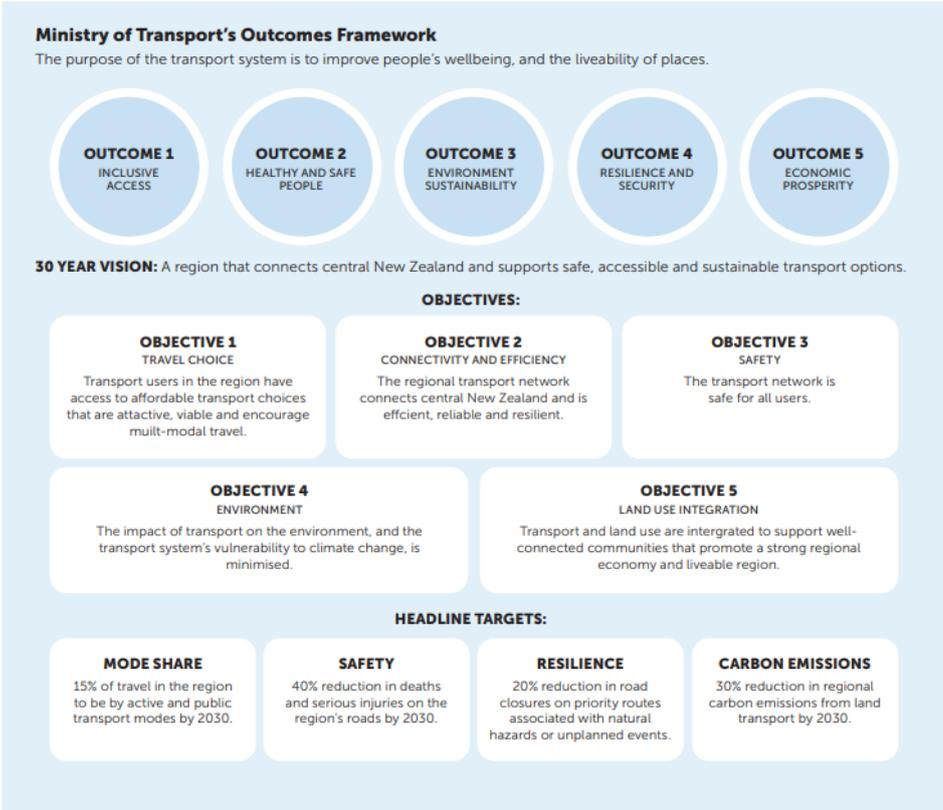 Ministry of Transport's Outcomes Framework
The purpose of the transport system is to improve people's wellbeing, and the liveability of places.
OUTCOME 1
INCLUSIVE
ACCESS
OUTCOME 2
HEALTHY AND SAFE
PEOPLE
OUTCOME 3
ENVIRONMENT
SUSTAINABILITY
OUTCOME 4
RESILIENCE AND
SECURITY
OUTCOME 5
ECONOMIC
PROSPERITY
30 YEAR VISION: A region that connects central New Zealand and supports safe, accessible and sustainable transport options.
OBJECTIVES:
OBJECTIVE 1
TRAVEL CHOICE
Transport users in the region have
access to affordable transport choices
that are attactive, viable and encourage
muilt-modal travel.
OBJECTIVE 2
CONNECTIVITY AND EFFICIENCY
The regional transport network
connects central New Zealand and is
effcient, reliable and resilient.
OBJECTIVE 3
SAFETY
The transport network is
safe for all users.
OBJECTIVE 4
ENVIRONMENT
The impact of transport on the environment, and the
transport system's vulnerability to climate change, is
minimised.
OBJECTIVE 5
LAND USE INTEGRATION
Transport and land use are intergrated to support well-
connected communities that promote a strong regional
economy and liveable region.
HEADLINE TARGETS:
MODE SHARE
15% of travel in the region
to be by active and public
transport modes by 2030.
SAFETY
40% reduction in deaths
and serious injuries on the
region's roads by 2030.
RESILIENCE
20% reduction in road
closures on priority routes
associated with natural
hazards or unplanned events.
CARBON EMISSIONS
30% reduction in regional
carbon emissions from land
transport by 2030.